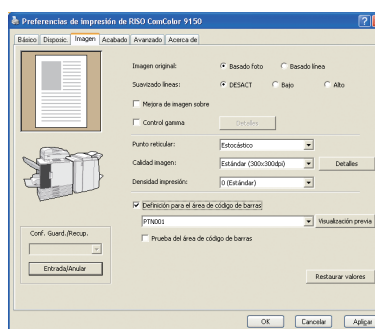 Preferencias de impresión de RISO ComColor 9150
Básico Disposic. Imagen Acabado Avanzado Acerca de
Imagen original: Basado foto Basado línea
Suavizado líneas: DESACT Bajo Alto
Mejora de imagen sobre
Control gamma Detalles
Punto reticular: Estocástico
Calidad imagen: Estándar (300x300dpi) Detalles
Densidad impresión: 0 (Estándar)
Definición para el área de código de barras
PTN001 Visualización previa
Prueba del área de código de barras
Conf. Guard./Recup.
Entrada/Anular
Restaurar valores
OK Cancelar Aplicar